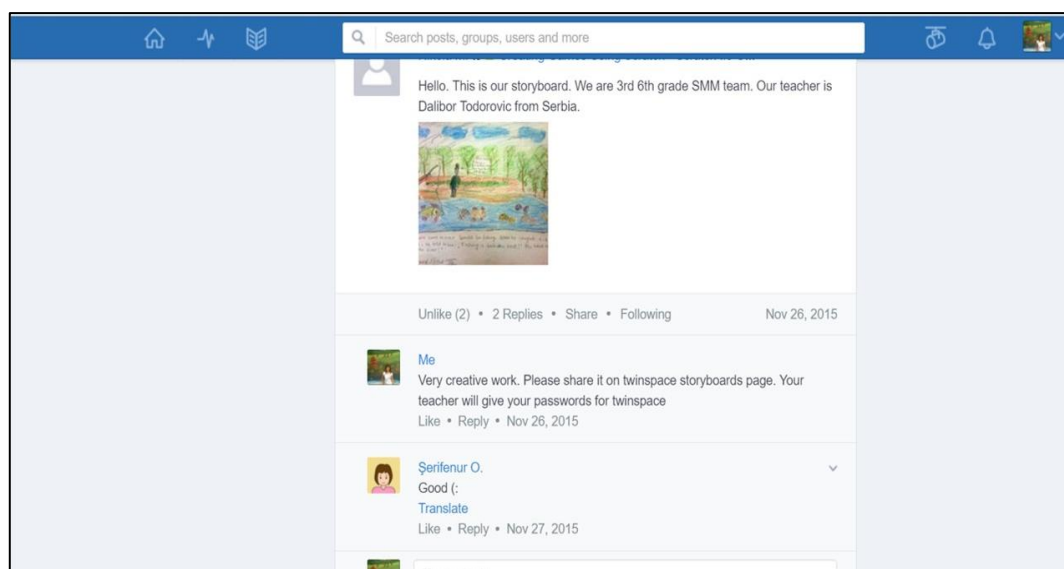 Search posts, groups, users and more
Hello. This is our storyboard. We are 3rd 6th grade SMM team. Our teacher is
Dalibor Todorovic from Serbia.
Unlike (2) • 2 Replies • Share • Following
Nov 26, 2015
Me
Very creative work. Please share it on twinspace storyboards page. Your
teacher will give your passwords for twinspace
Like • Reply • Nov 26, 2015
Şerifenur O.
Good (:
Translate
Like • Reply • Nov 27, 2015